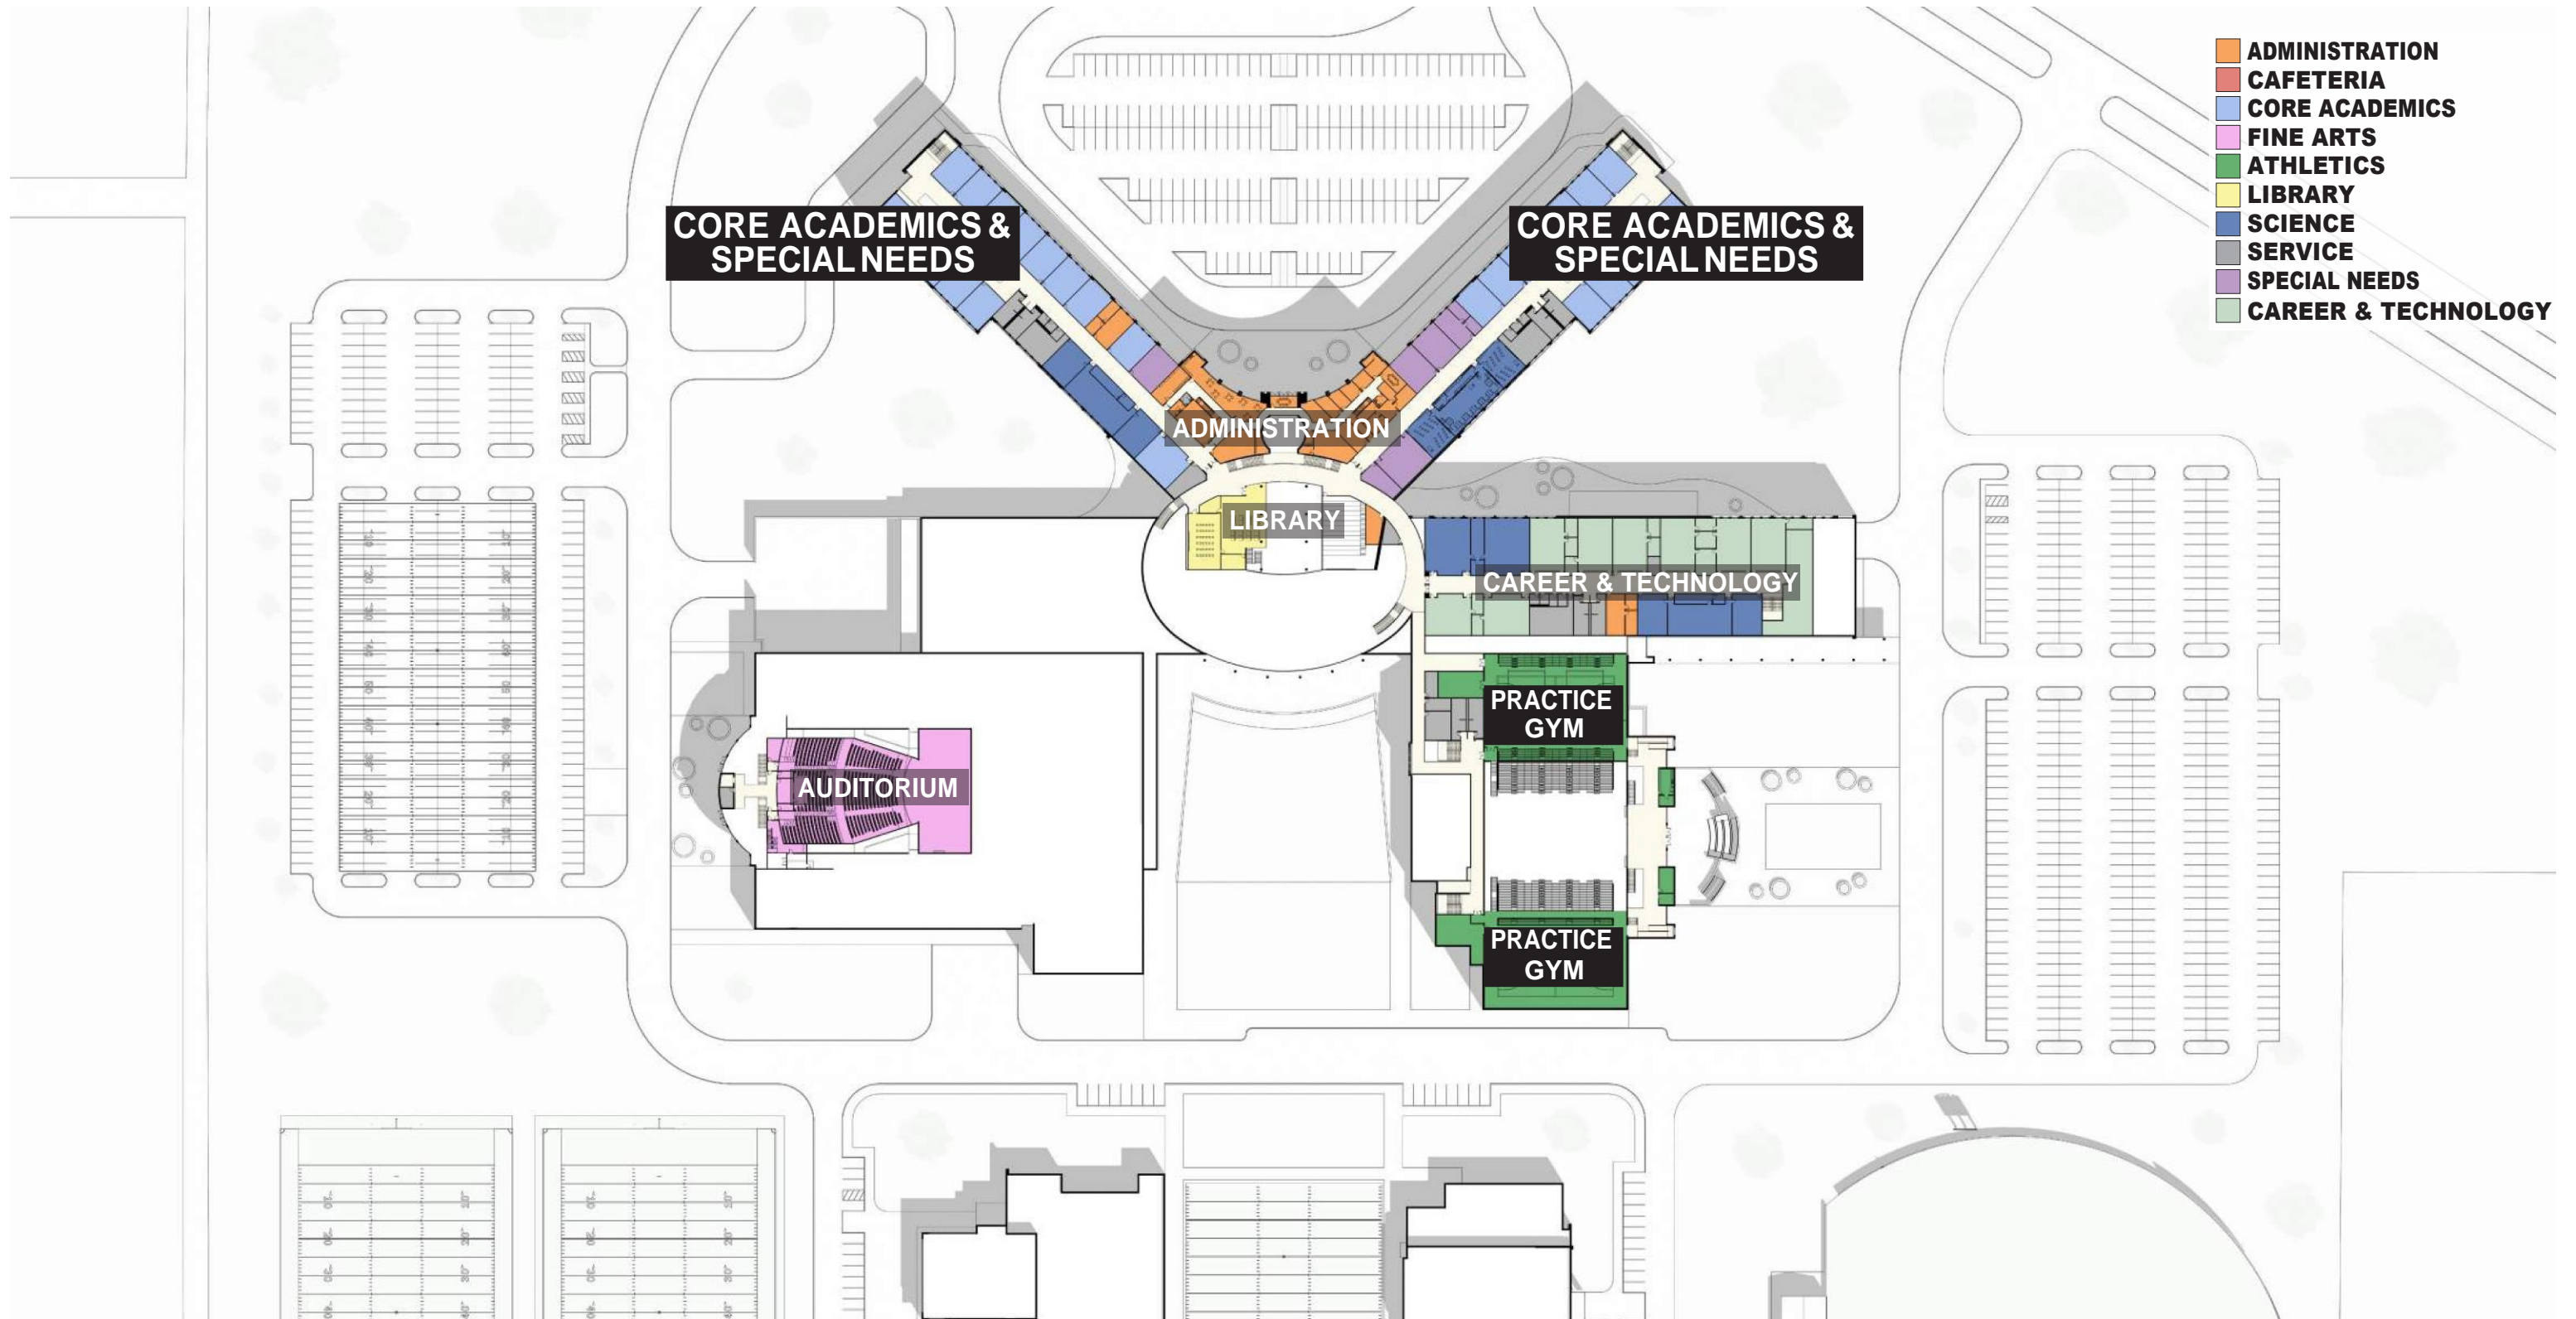 ADMINISTRATION
CAFETERIA
CORE ACADEMICS
FINE ARTS
ATHLETICS
LIBRARY
SCIENCE
SERVICE
SPECIAL NEEDS
CAREER & TECHNOLOGY
CORE ACADEMICS &
SPECIAL NEEDS
CORE ACADEMICS &
SPECIAL NEEDS
ADMINISTRATION
LIBRARY
CAREER & TECHNOLOGY
PRACTICE
GYM
AUDITORIUM
PRACTICE
GYM